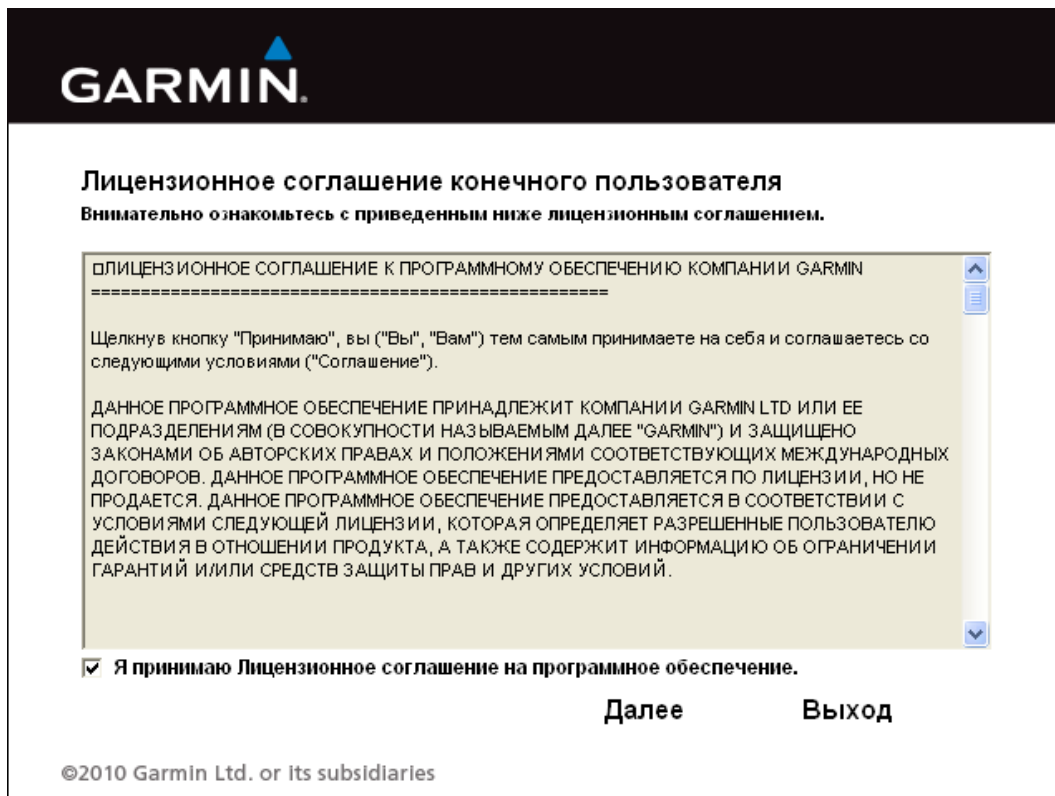 GARMIN.
Лицензионное соглашение конечного пользователя
Внимательно ознакомьтесь с приведенным ниже лицензионным соглашением.
□ЛИЦЕНЗИОННОЕ СОГЛАШЕНИЕ К ПРОГРАММНОМУ ОБЕСПЕЧЕНИЮ КОМПАНИИ GARMIN
====================================================
Щелкнув кнопку "Принимаю", вы ("Вы", "Вам") тем самым принимаете на себя и соглашаетесь со
следующими условиями ("Соглашение").
ДАННОЕ ПРОГРАММНОЕ ОБЕСПЕЧЕНИЕ ПРИНАДЛЕЖИТ КОМПАНИИ GARMIN LTD ИЛИ ЕЕ
ПОДРАЗДЕЛЕНИЯМ (В СОВОКУПНОСТИ НАЗЫВАЕМЫМ ДАЛЕЕ "GARMIN") И ЗАЩИЩЕНО
ЗАКОНАМИ ОБ АВТОРСКИХ ПРАВАХ И ПОЛОЖЕНИЯМИ СООТВЕТСТВУЮЩИХ МЕЖДУНАРОДНЫХ
ДОГОВОРОВ. ДАННОЕ ПРОГРАММНОЕ ОБЕСПЕЧЕНИЕ ПРЕДОСТАВЛЯЕТСЯ ПО ЛИЦЕНЗИИ, НО НЕ
ПРОДАЕТСЯ. ДАННОЕ ПРОГРАММНОЕ ОБЕСПЕЧЕНИЕ ПРЕДОСТАВЛЯЕТСЯ В СООТВЕТСТВИИ С
УСЛОВИЯМИ СЛЕДУЮЩЕЙ ЛИЦЕНЗИИ, КОТОРАЯ ОПРЕДЕЛЯЕТ РАЗРЕШЕННЫЕ ПОЛЬЗОВАТЕЛЮ
ДЕЙСТВИЯ В ОТНОШЕНИИ ПРОДУКТА, А ТАКЖЕ СОДЕРЖИТ ИНФОРМАЦИЮ ОБ ОГРАНИЧЕНИИ
ГАРАНТИЙ И/ИЛИ СРЕДСТВ ЗАЩИТЫ ПРАВ И ДРУГИХ УСЛОВИЙ.
Я принимаю Лицензионное соглашение на программное обеспечение.
Далее Выход
©2010 Garmin Ltd. or its subsidiaries